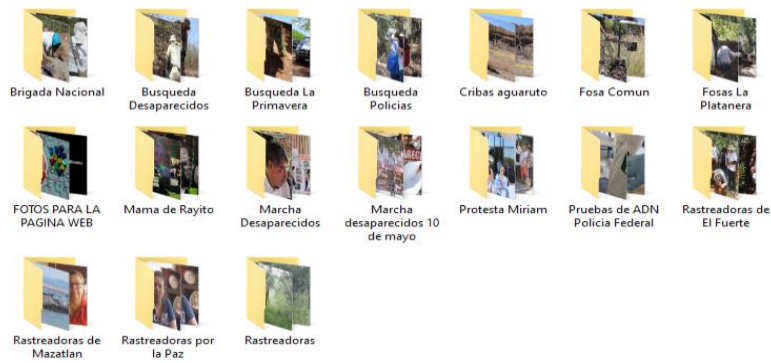 Brigada Nacional
Busqueda
Desaparecidos
Busqueda La
Primavera
Busqueda
Policias
Cribas aguaruto
Fosa Comun
Fosas La
Platanera
FOTOS PARA LA
PAGINA WEB
Mama de Rayito
Marcha
Desaparecidos
Marcha
desaparecidos 10
de mayo
Protesta Miriam
Pruebas de ADN
Policia Federal
Rastreadoras de
El Fuerte
Rastreadoras de
Mazatlan
Rastreadoras por
la Paz
Rastreadoras